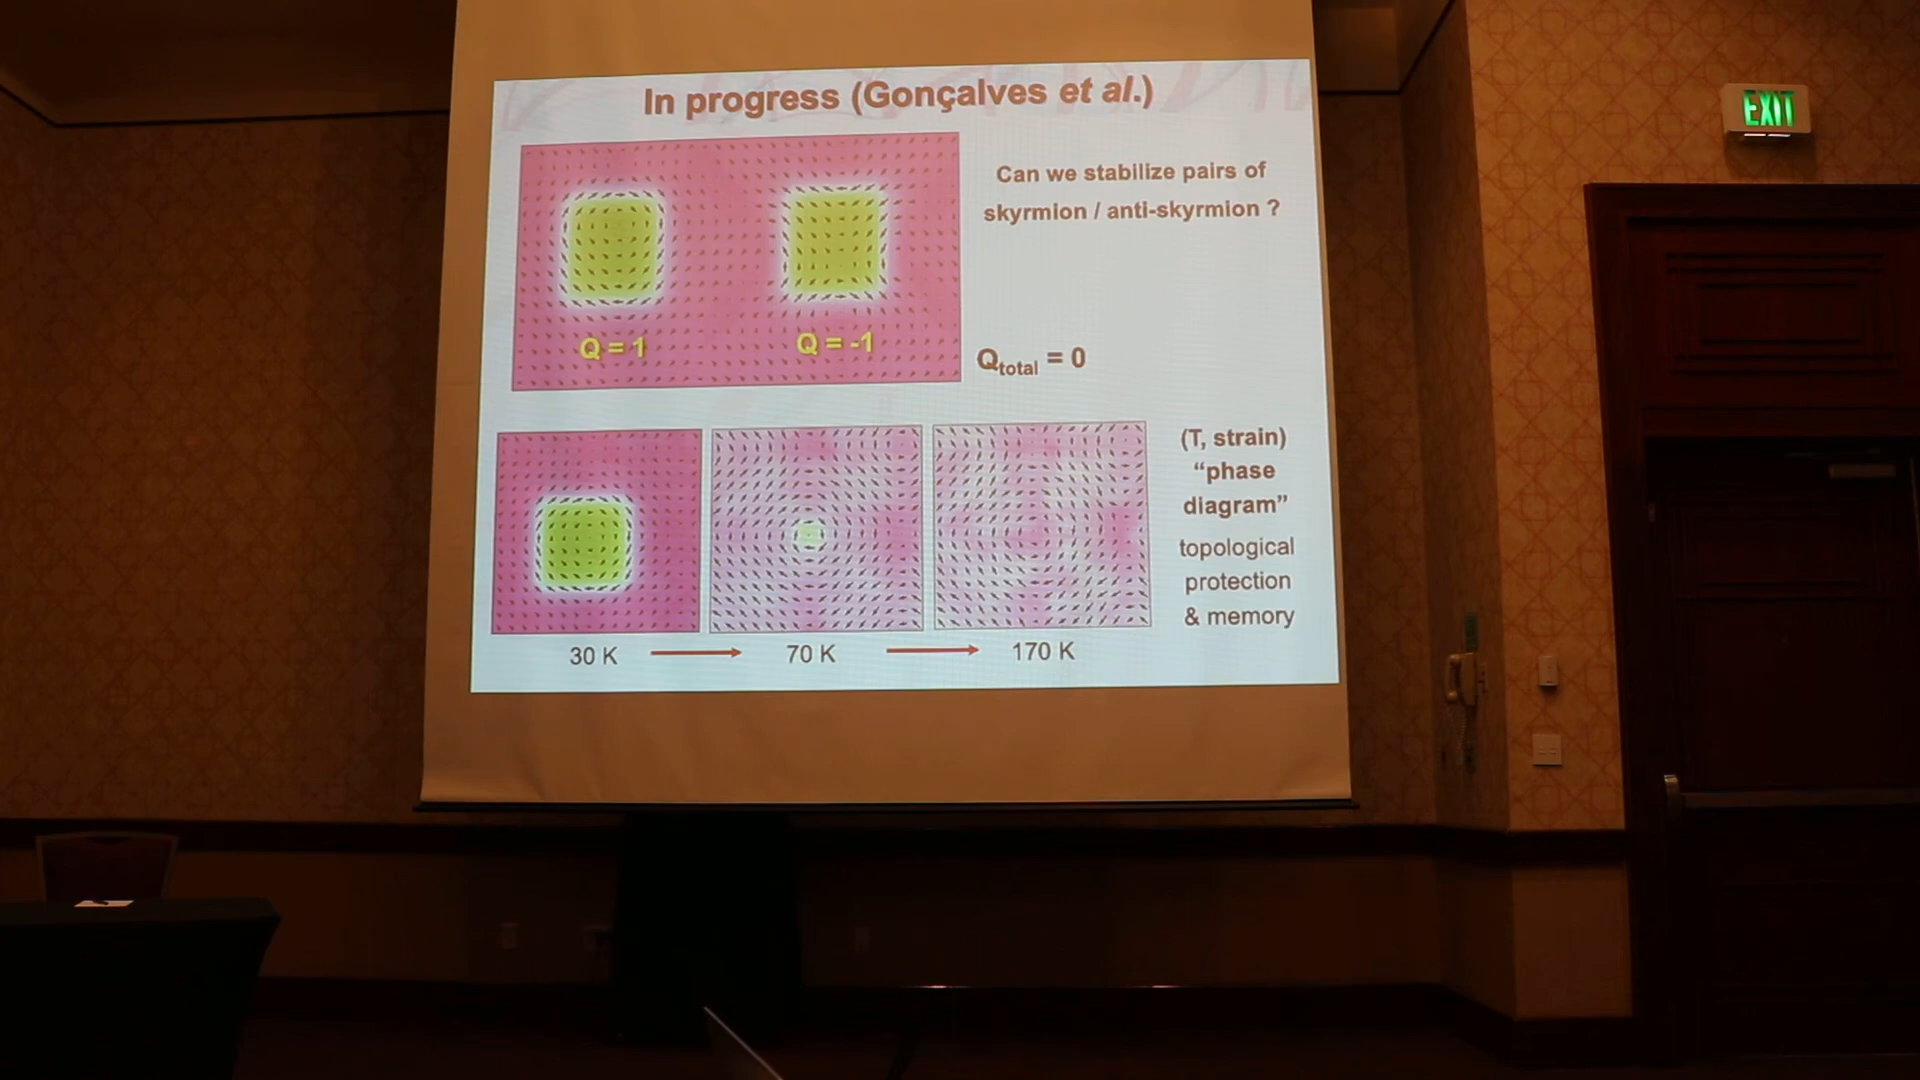 In progress (Gonçalves et al.)
Can we stabilize pairs of
skyrmion / anti-skyrmion ?
Q = 1
Q = -1
Qtotal = 0
(T, strain)
“phase
diagram”
topological
protection
& memory
30 K
70 K
170 K
EXIT